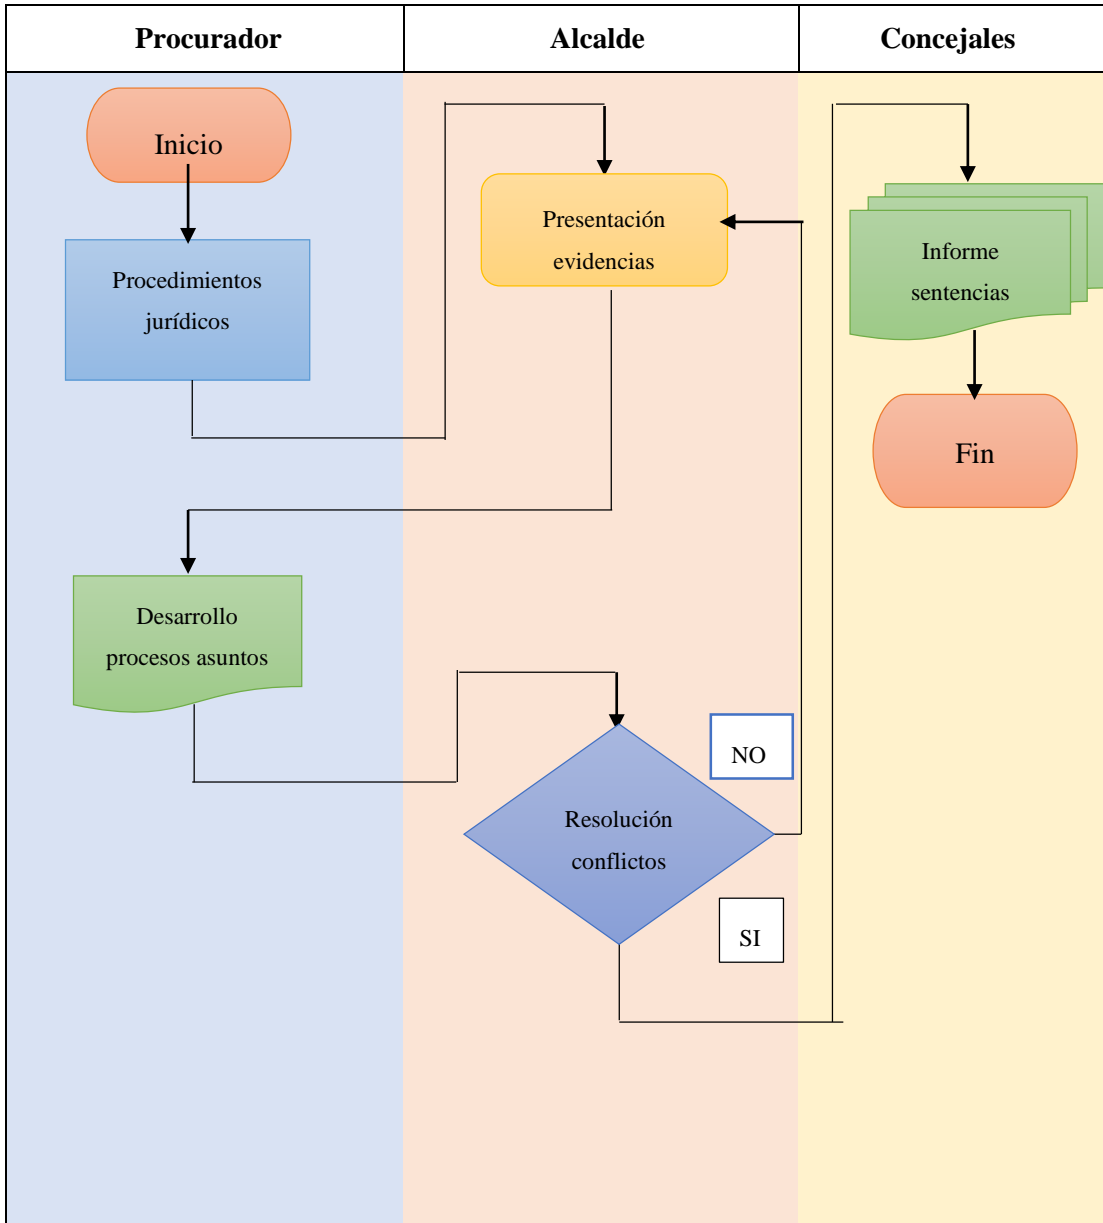 Procurador
Alcalde
Concejales
Inicio
Procedimientos
jurídicos
Presentación
evidencias
Informe
sentencias
Fin
Desarrollo
procesos asuntos
NO
Resolución
conflictos
SI